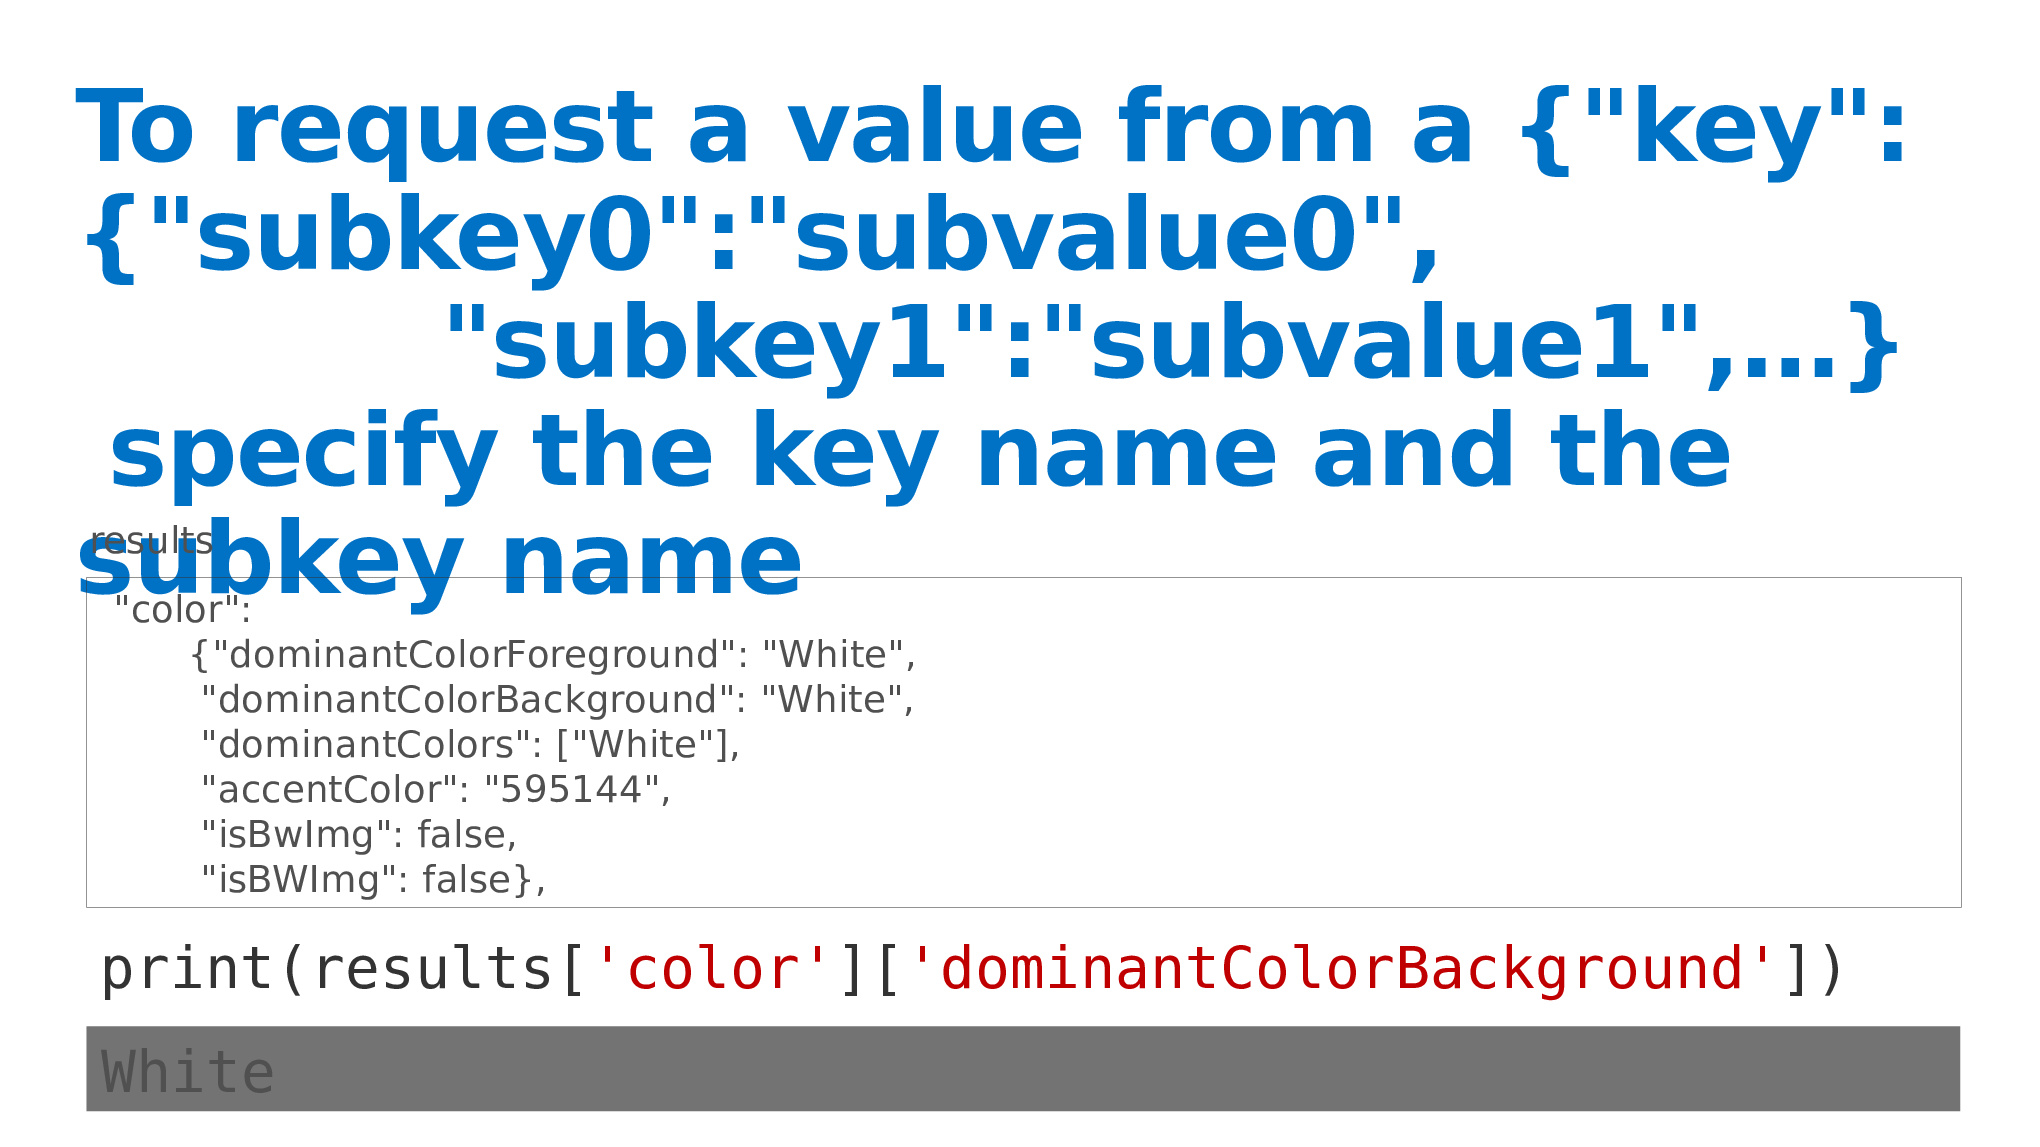 To request a value from a {"key":
{"subkey0":"subvalue0",
"subkey1":"subvalue1",…}
specify the key name and the
subkey name
results
"color":
{"dominantColorForeground": "White",
"dominantColorBackground": "White",
"dominantColors": ["White"],
"accentColor": "595144",
"isBwImg": false,
"isBWImg": false},
print(results['color']['dominantColorBackground'])
White